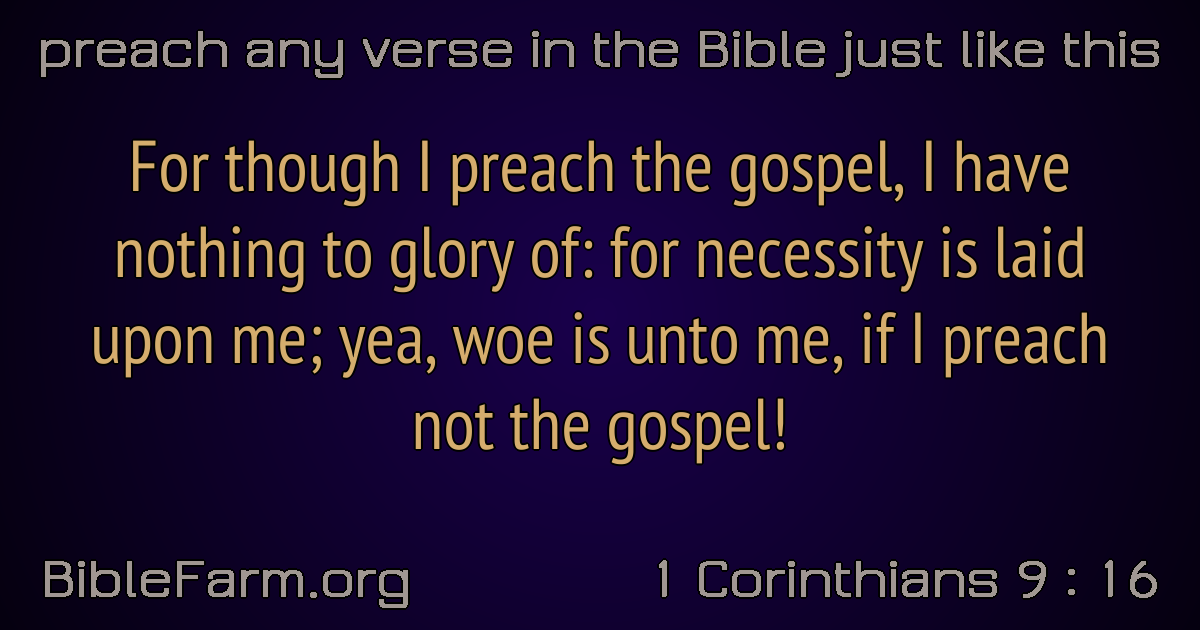 preach any verse in the Bible just like this
For though I preach the gospel, I have
nothing to glory of: for necessity is laid
upon me; yea, woe is unto me, if I preach
not the gospel!
BibleFarm.org
1 Corinthians 9 : 16